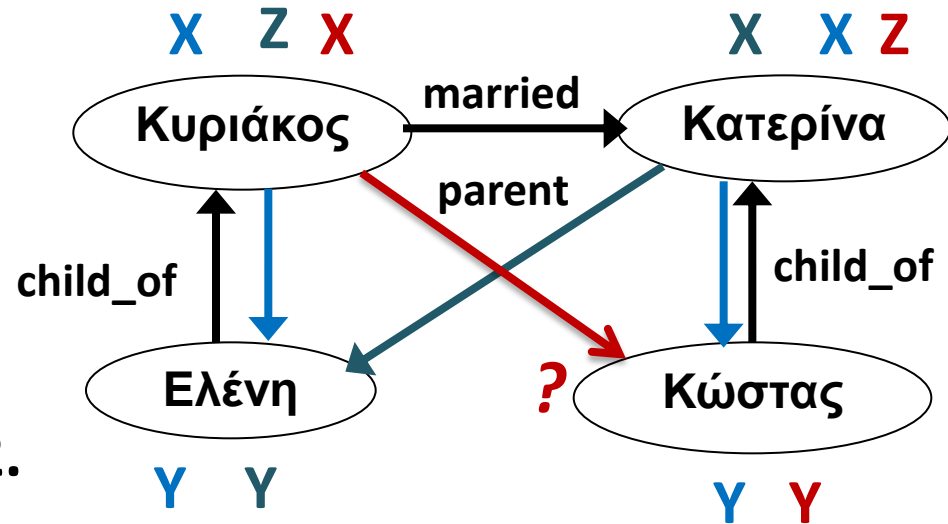 X Z X X X Z
married
Κυριάκος Κατερίνα
parent
child_of child_of
Ελένη ? Κώστας
Y Y Y Y